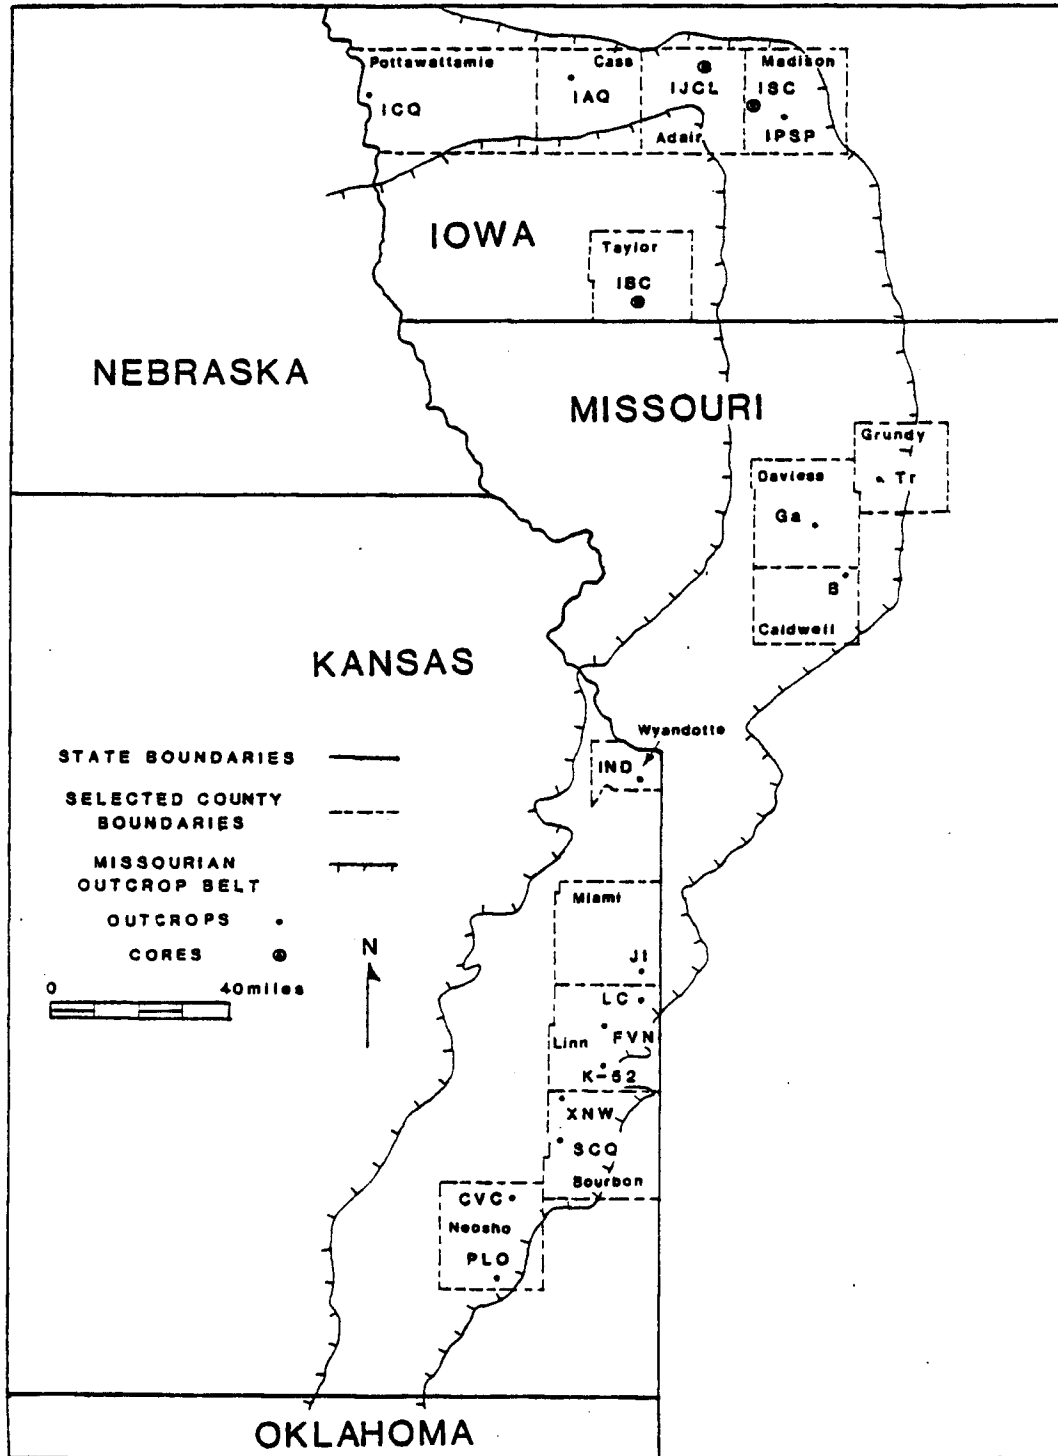 Pottawattamie
Cass
Madison
ICQ
IAQ
IJCL
ISC
IPSP
Adair
IOWA
Taylor
IBC
NEBRASKA
MISSOURI
Grundy
Tr
Daviess
Ga
B
Caldwell
KANSAS
Wyandotte
IND
STATE BOUNDARIES
SELECTED COUNTY
BOUNDARIES
MISSOURIAN
OUTCROP BELT
OUTCROPS
CORES
0 40miles
N
Miami
JI
LC
Linn
FVN
K-52
XNW
SCQ
Bourbon
CVC
Neosho
PLO
OKLAHOMA